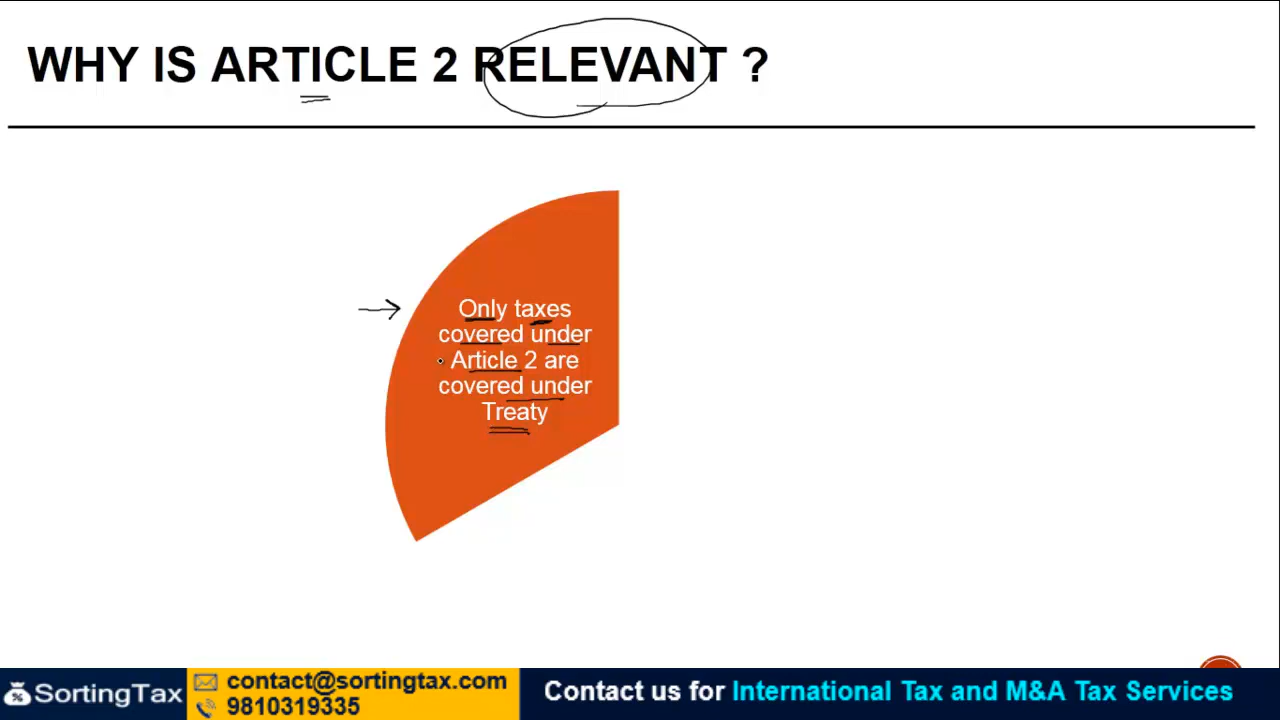 WHY IS ARTICLE 2 RELEVANT ?
Only taxes
covered under
Article 2 are
covered under
Treaty
SortingTax
contact@sortingtax.com
9810319335
Contact us for International Tax and M&A Tax Services